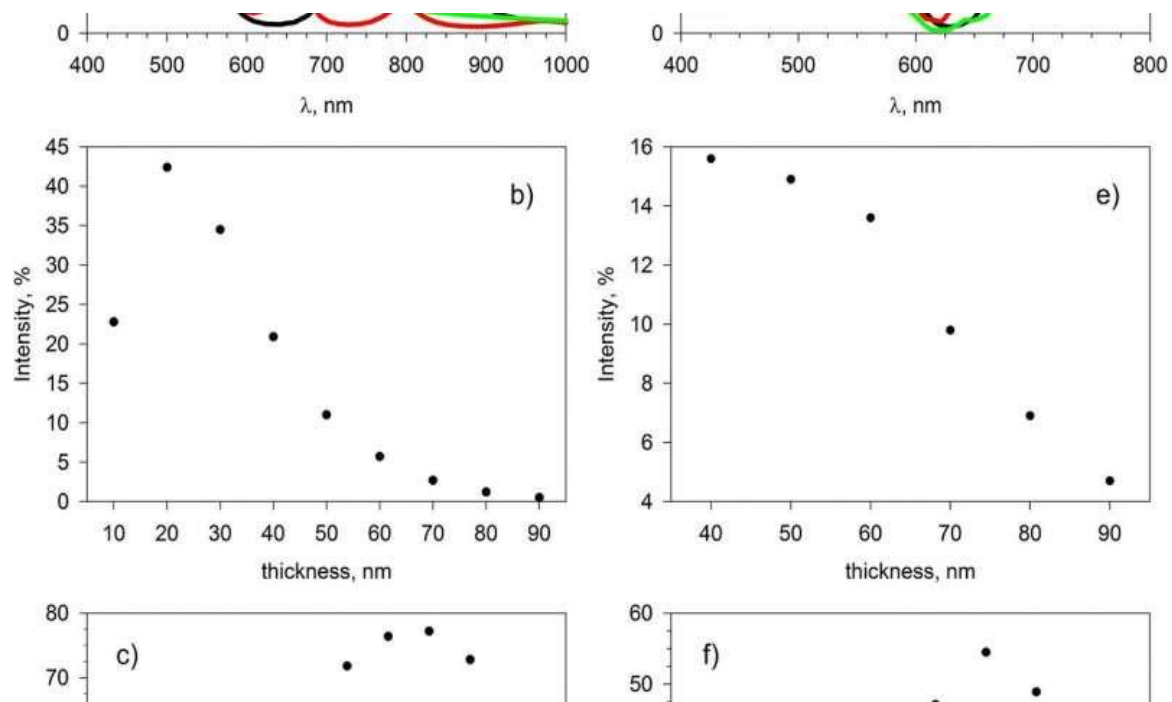 0
400 500 600 700 800 900 1000
λ, nm
0
400 500 600 700 800
λ, nm
45
40
35
30
25
20
15
10
5
0
Intensity, %
b)
10 20 30 40 50 60 70 80 90
thickness, nm
16
14
12
10
8
6
4
Intensity, %
e)
40 50 60 70 80 90
thickness, nm
80
70
c)
60
50
f)